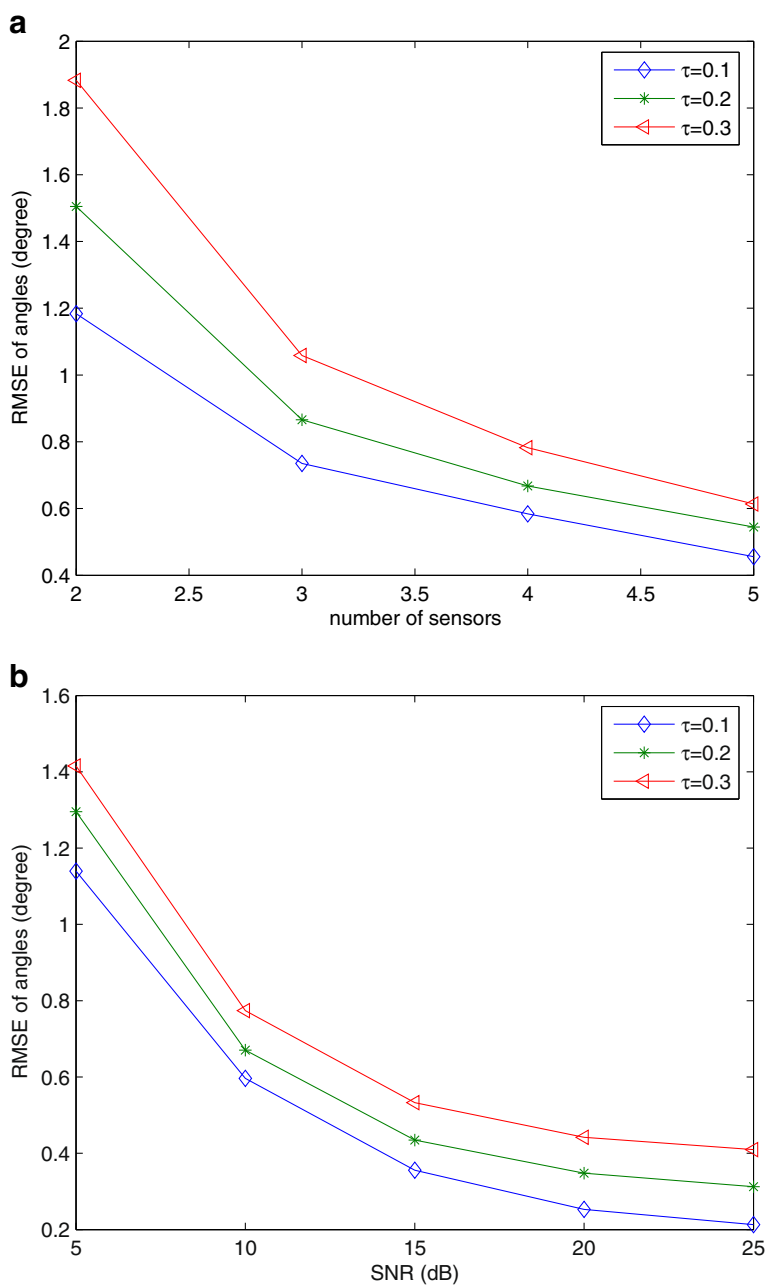 a
2
1.8
1.6
1.4
1.2
1
0.8
0.6
0.4
RMSE of angles (degree)
τ=0.1
τ=0.2
τ=0.3
2 2.5 3 3.5 4 4.5 5
number of sensors
b
1.6
1.4
1.2
1
0.8
0.6
0.4
0.2
RMSE of angles (degree)
τ=0.1
τ=0.2
τ=0.3
5 10 15 20 25
SNR (dB)